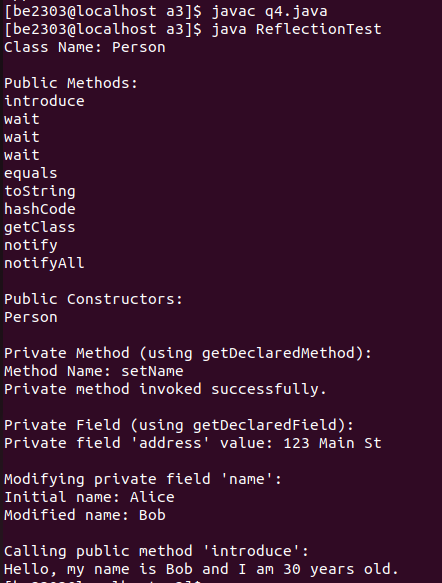 [be2303@localhost a3]$ javac q4.java
[be2303@localhost a3]$ java ReflectionTest
Class Name: Person
Public Methods:
introduce
wait
wait
wait
equals
toString
hashCode
getClass
notify
notifyAll
Public Constructors:
Person
Private Method (using getDeclaredMethod):
Method Name: setName
Private method invoked successfully.
Private Field (using getDeclaredField):
Private field 'address' value: 123 Main St
Modifying private field 'name':
Initial name: Alice
Modified name: Bob
Calling public method 'introduce':
Hello, my name is Bob and I am 30 years old.